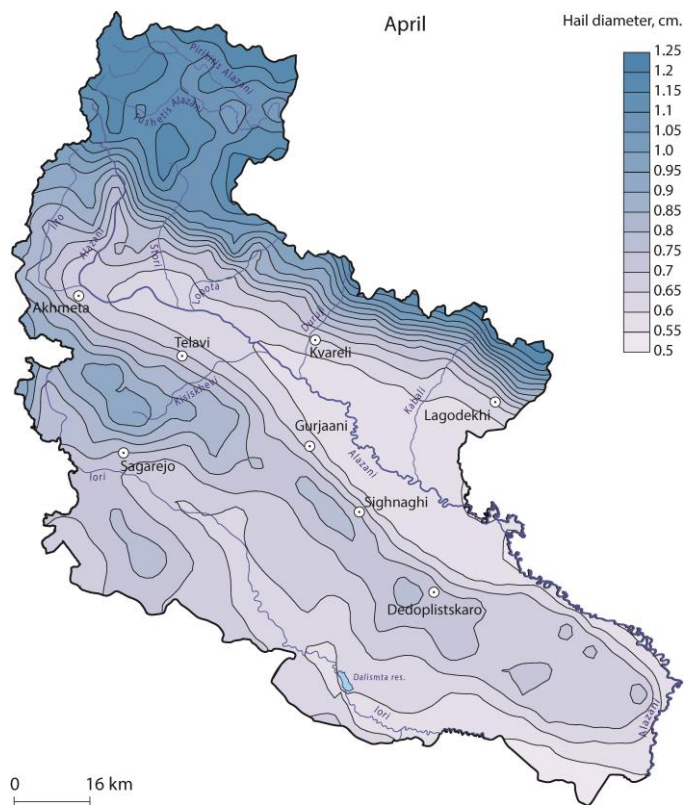 April
Hail diameter, cm.
1.25
1.2
1.15
1.1
1.05
1.0
0.95
0.9
0.85
0.8
0.75
0.7
0.65
0.6
0.55
0.5
Pirikitis Alazani
Tushetis Alazani
Ilto
Alazani
Stori
Lopota
Akhmeta
Telavi
Duruji
Kvareli
Kisiskhevi
Kabali
Lagodekhi
Gurjaani
Alazani
Sagarejo
Iori
Sighnaghi
Dedoplistskaro
Dalismta res.
Iori
Alazani
0 16 km